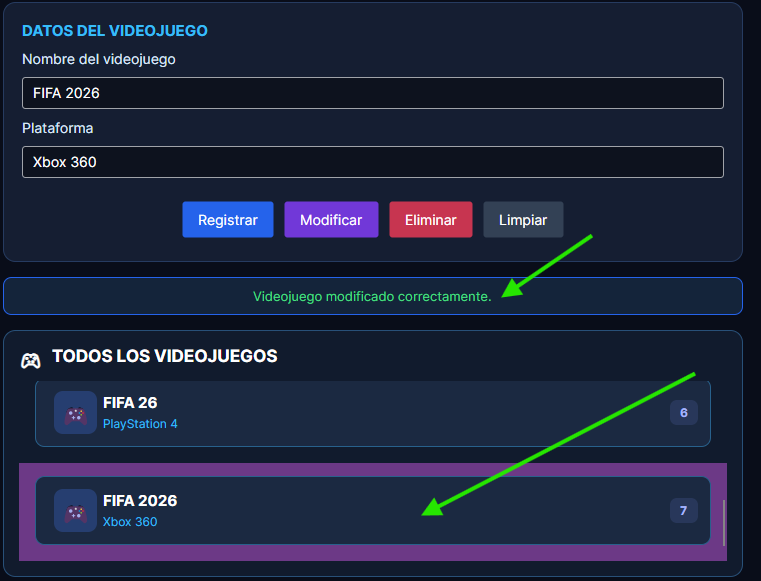 DATOS DEL VIDEOJUEGO
Nombre del videojuego
FIFA 2026
Plataforma
Xbox 360
Registrar Modificar Eliminar Limpiar
Videojuego modificado correctamente.
TODOS LOS VIDEOJUEGOS
FIFA 26
PlayStation 4
6
FIFA 2026
Xbox 360
7